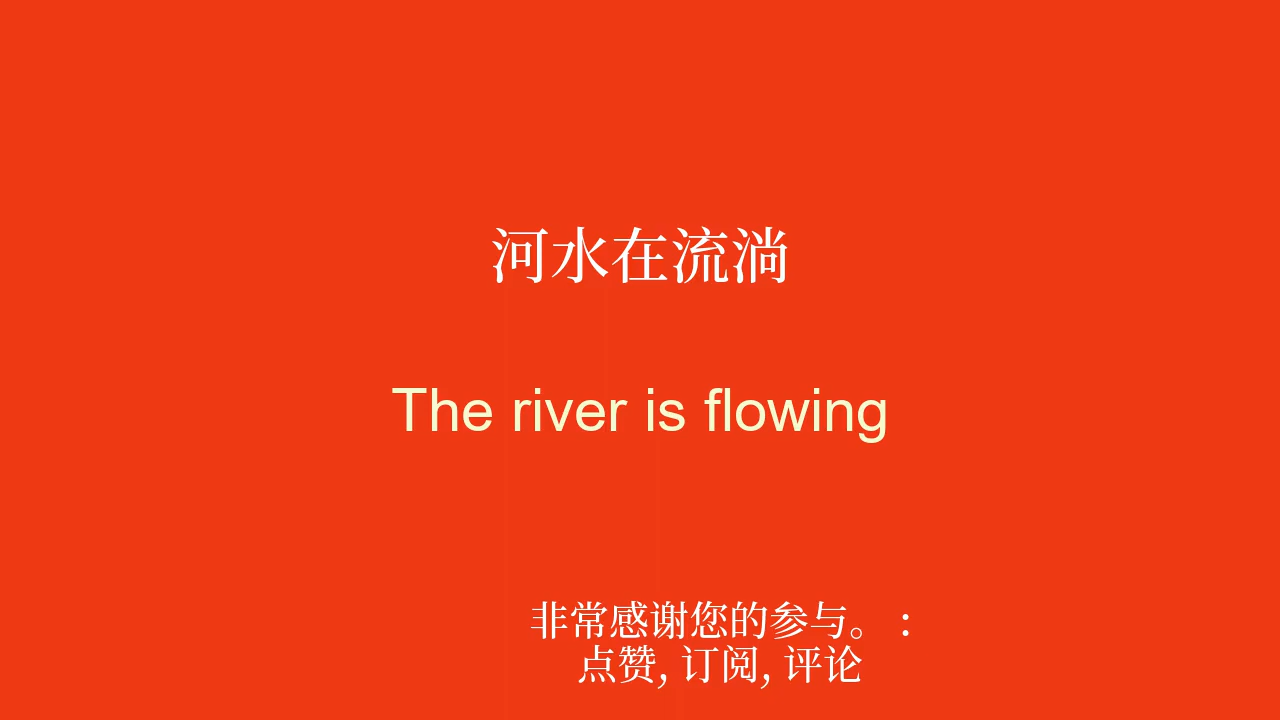 河水在流淌
The river is flowing
非常感谢您的参与。 :
点赞, 订阅, 评论